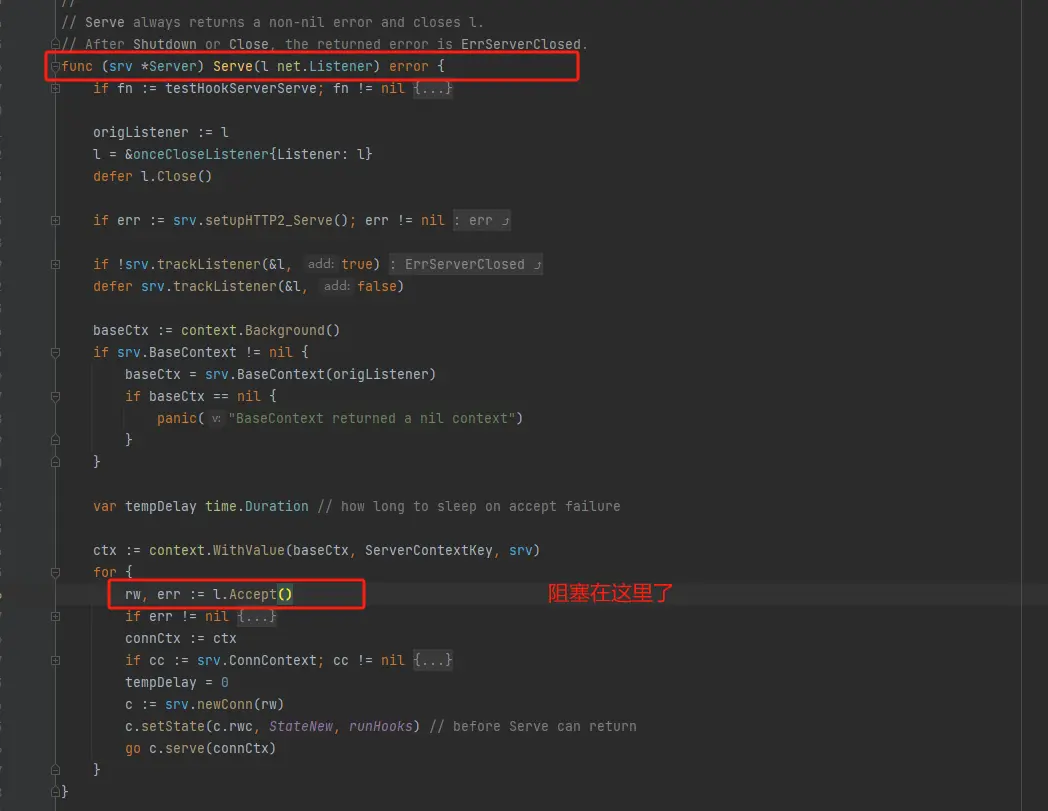 //
// Serve always returns a non-nil error and closes l.
// After Shutdown or Close, the returned error is ErrServerClosed.
func (srv *Server) Serve(l net.Listener) error {
if fn := testHookServerServe; fn != nil {...}
origListener := l
l = &onceCloseListener{Listener: l}
defer l.Close()
if err := srv.setupHTTP2_Serve(); err != nil : err ⤴
if !srv.trackListener(&l, add: true) : ErrServerClosed ⤴
defer srv.trackListener(&l, add: false)
baseCtx := context.Background()
if srv.BaseContext != nil {
baseCtx = srv.BaseContext(origListener)
if baseCtx == nil {
panic( v: "BaseContext returned a nil context")
}
}
var tempDelay time.Duration // how long to sleep on accept failure
ctx := context.WithValue(baseCtx, ServerContextKey, srv)
for {
rw, err := l.Accept() 阻塞在这里了
if err != nil {...}
connCtx := ctx
if cc := srv.ConnContext; cc != nil {...}
tempDelay = 0
c := srv.newConn(rw)
c.setState(c.rwc, StateNew, runHooks) // before Serve can return
go c.serve(connCtx)
}
}